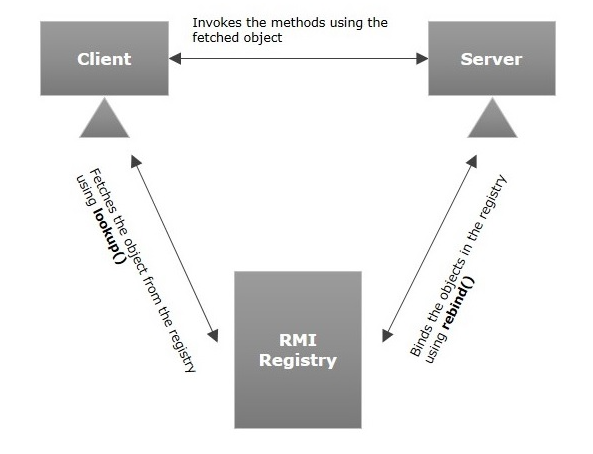 Invokes the methods using the
fetched object
Client
Server
Fetches the object from the registry
using lookup()
Binds the objects in the registry
using rebind()
RMI
Registry